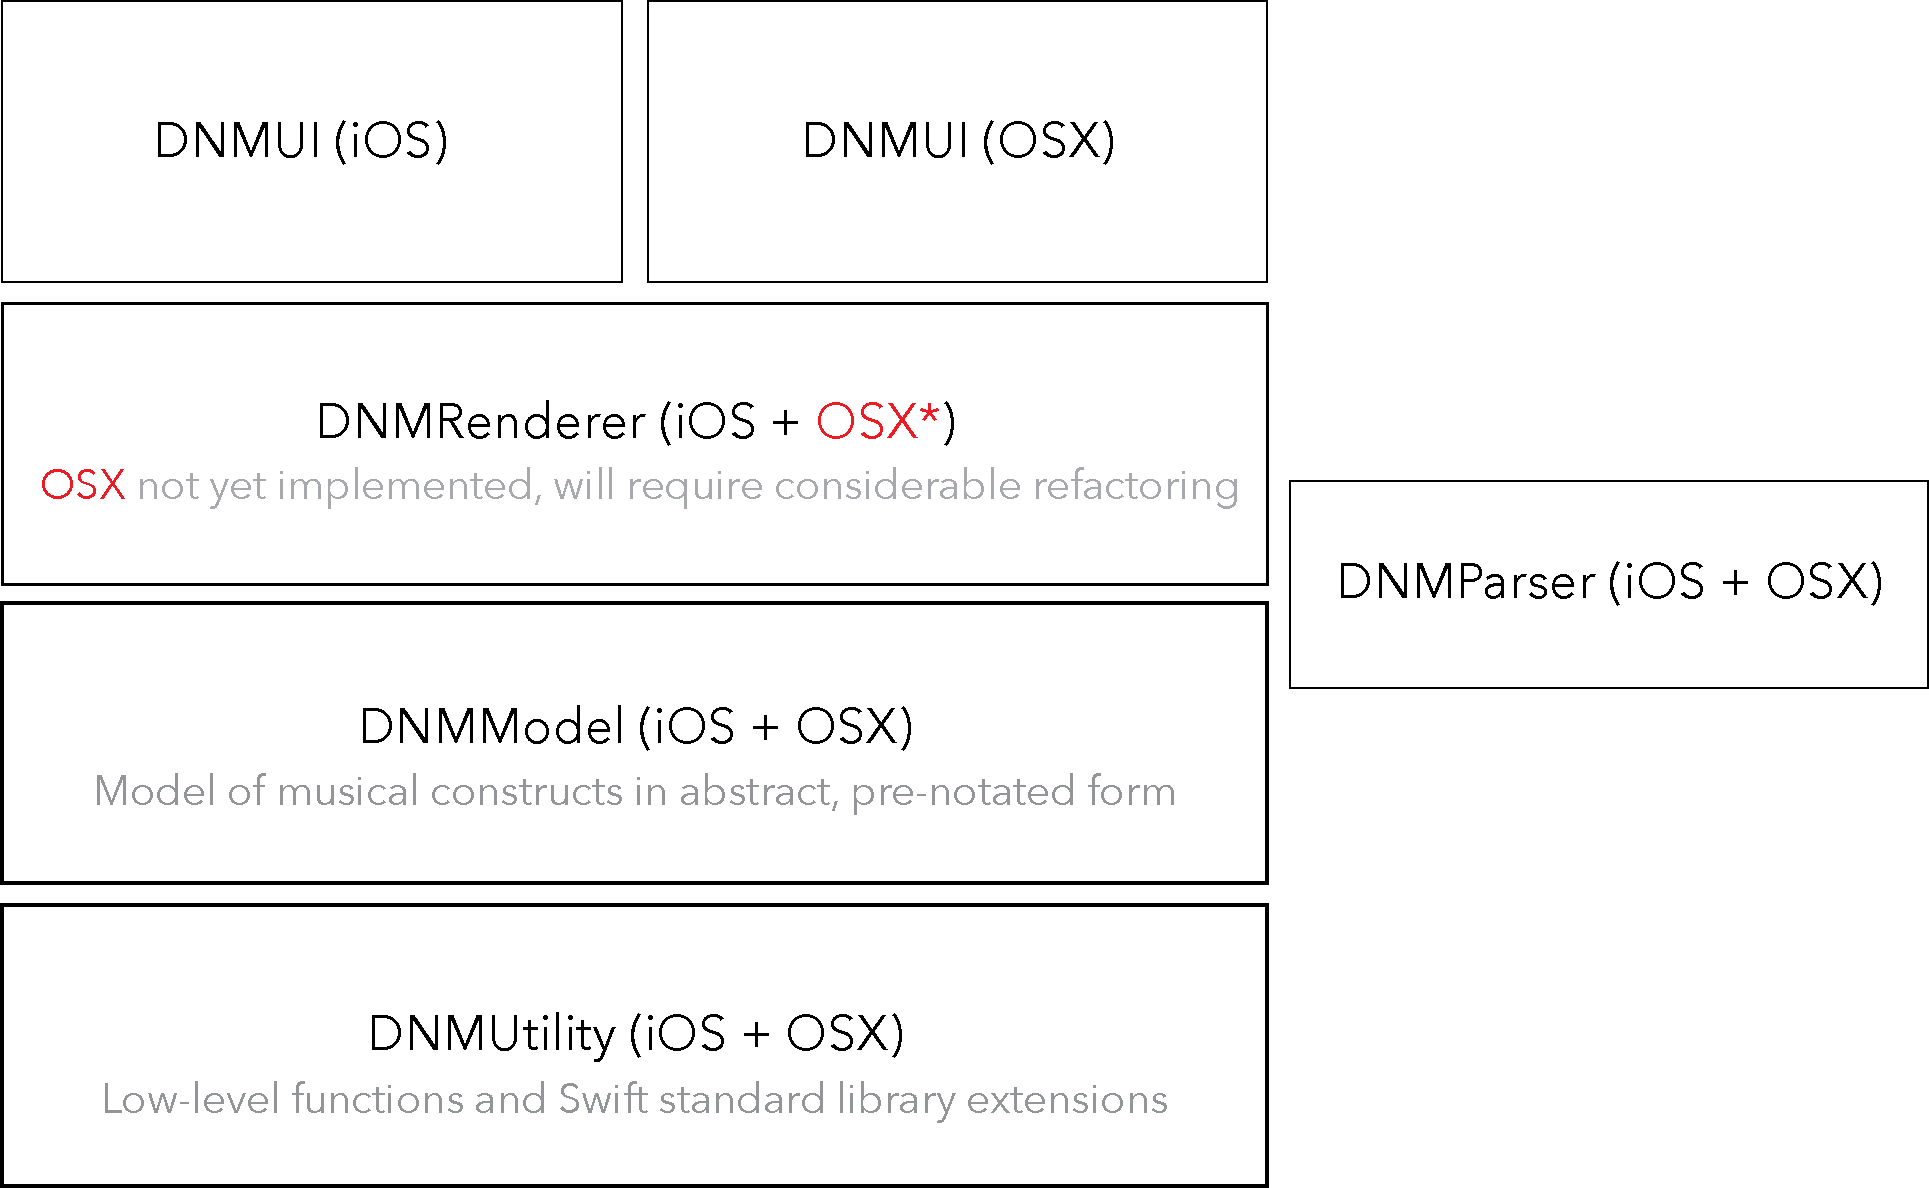 DNMUI (iOS)
DNMUI (OSX)
DNMRenderer (iOS + OSX*)
OSX not yet implemented, will require considerable refactoring
DNMParser (iOS + OSX)
DNMModel (iOS + OSX)
Model of musical constructs in abstract, pre-notated form
DNMUtility (iOS + OSX)
Low-level functions and Swift standard library extensions